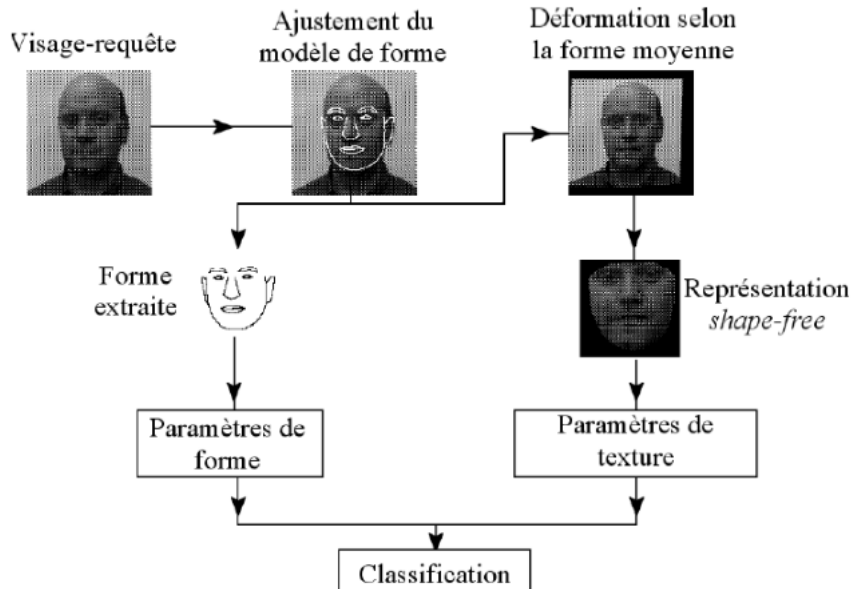 Visage-requête
Ajustement du
modèle de forme
Déformation selon
la forme moyenne
Forme
extraite
Représentation
shape-free
Paramètres de
forme
Paramètres de
texture
Classification